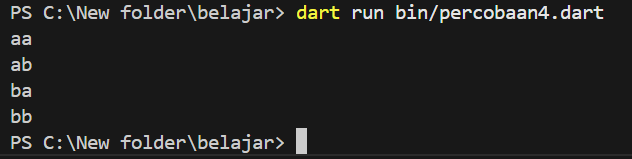 PS C:\New folder\belajar> dart run bin/percobaan4.dart
aa
ab
ba
bb
PS C:\New folder\belajar>